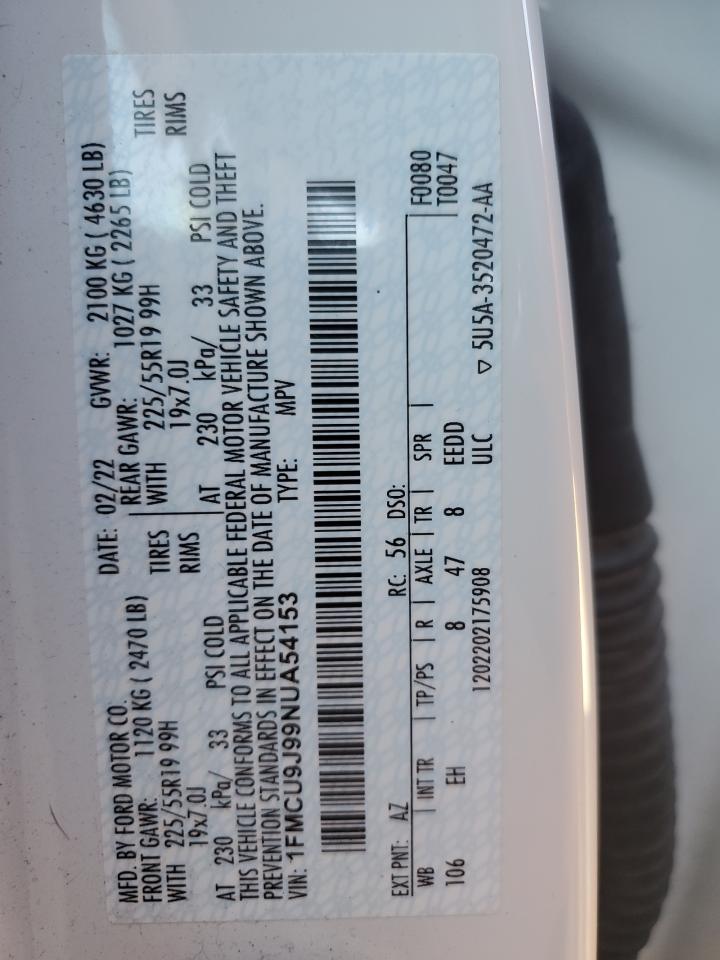 MFD. BY FORD MOTOR CO. DATE: 02/22 GVWR: 2100 KG ( 4630 LB)
FRONT GAWR: 1120 KG ( 2470 LB) REAR GAWR: 1027 KG ( 2265 LB)
WITH 225/55R19 99H TIRES WITH 225/55R19 99H TIRES
19x7.0J RIMS 19x7.0J RIMS
AT 230 kPa/ 33 PSI COLD AT 230 kPa/ 33 PSI COLD
THIS VEHICLE CONFORMS TO ALL APPLICABLE FEDERAL MOTOR VEHICLE SAFETY AND THEFT
PREVENTION STANDARDS IN EFFECT ON THE DATE OF MANUFACTURE SHOWN ABOVE.
VIN: 1FMCU9J99NUA54153 TYPE: MPV
EXT PNT: AZ RC: 56 DSO: F0080
WB INT TR TP/PS R AXLE TR SPR T0047
106 EH 8 47 8 EEDD
1202202175908 ULC ▽ 5U5A-3520472-AA